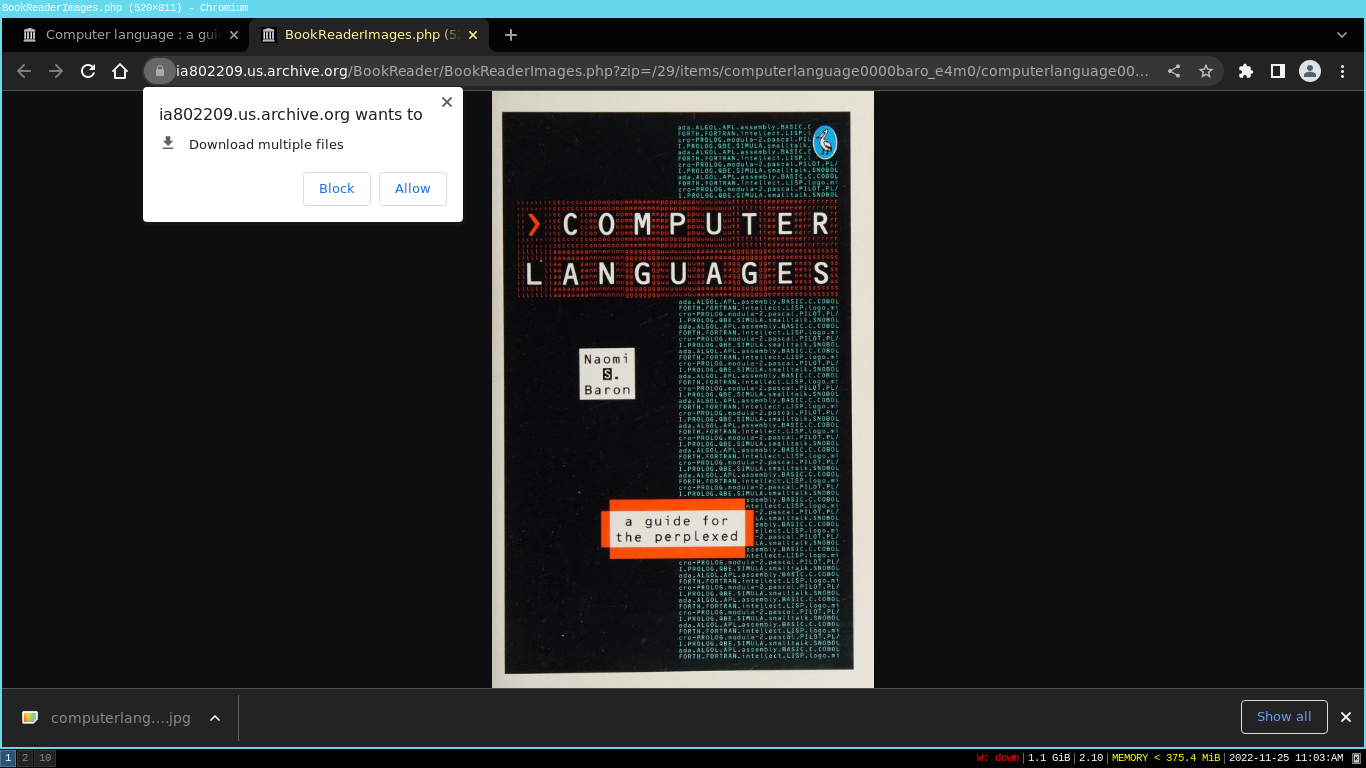 BookReaderImages.php (520×811) - Chromium
Computer language : a gui
BookReaderImages.php (5
ia802209.us.archive.org/BookReader/BookReaderImages.php?zip=/29/items/computerlanguage0000baro_e4m0/computerlanguage00...
ia802209.us.archive.org wants to
Download multiple files
Block
Allow
> COMPUTER
LANGUAGES
Naomi
S.
Baron
a guide for
the perplexed
ada.ALGOL.APL.assembly.BASIC.C.COBOL
FORTH.FORTRAN.intellect.LISP.logo.mi
cro-PROLOG.modula-2.pascal.PILOT.PL/
I.PROLOG.QBE.SIMULA.smalltalk.SNOBOL
computerlang....jpg
Show all
1 2 10
W: down|1.1 GiB|2.10|MEMORY < 375.4 MiB|2022-11-25 11:03:AM